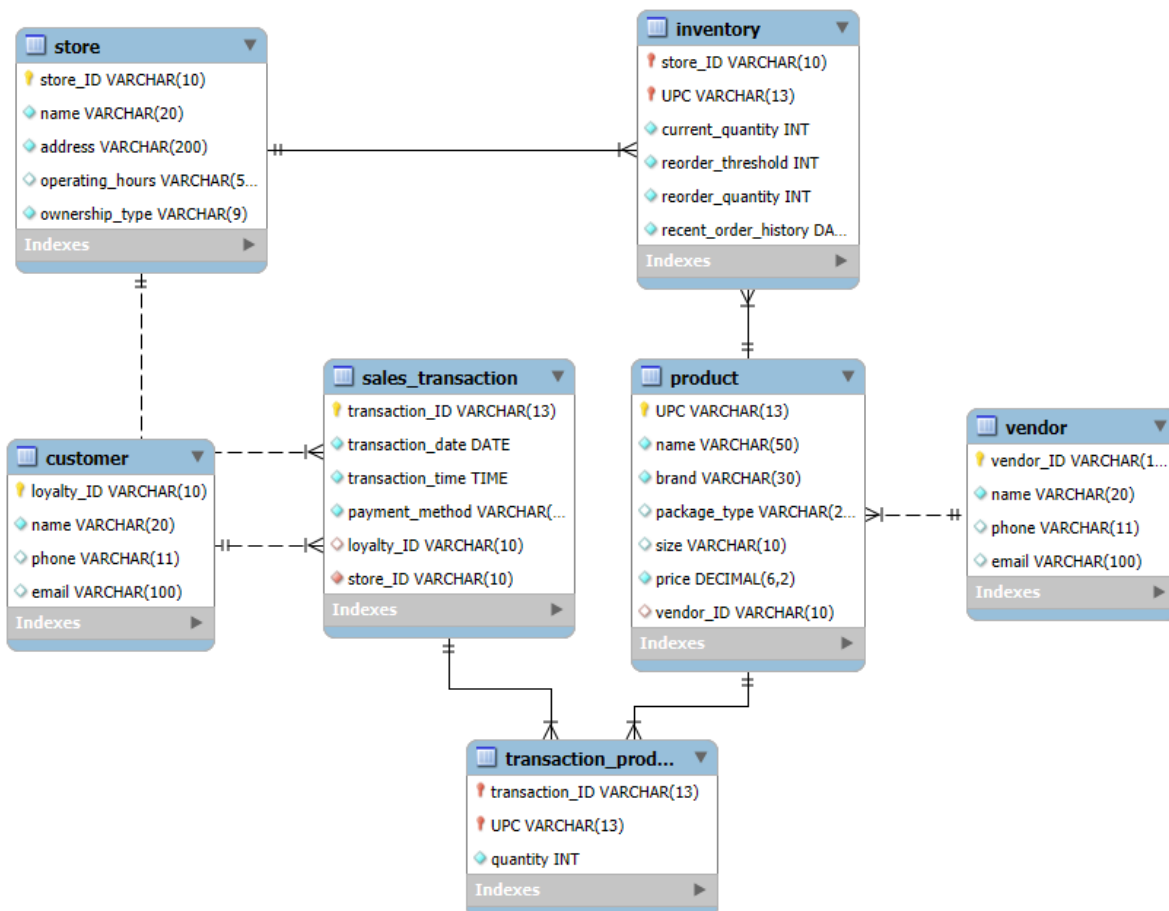 store
store_ID VARCHAR(10)
name VARCHAR(20)
address VARCHAR(200)
operating_hours VARCHAR(5...
ownership_type VARCHAR(9)
Indexes
inventory
store_ID VARCHAR(10)
UPC VARCHAR(13)
current_quantity INT
reorder_threshold INT
reorder_quantity INT
recent_order_history DA...
Indexes
customer
loyalty_ID VARCHAR(10)
name VARCHAR(20)
phone VARCHAR(11)
email VARCHAR(100)
Indexes
sales_transaction
transaction_ID VARCHAR(13)
transaction_date DATE
transaction_time TIME
payment_method VARCHAR(...
loyalty_ID VARCHAR(10)
store_ID VARCHAR(10)
Indexes
product
UPC VARCHAR(13)
name VARCHAR(50)
brand VARCHAR(30)
package_type VARCHAR(2...
size VARCHAR(10)
price DECIMAL(6,2)
vendor_ID VARCHAR(10)
Indexes
vendor
vendor_ID VARCHAR(1...
name VARCHAR(20)
phone VARCHAR(11)
email VARCHAR(100)
Indexes
transaction_prod...
transaction_ID VARCHAR(13)
UPC VARCHAR(13)
quantity INT
Indexes